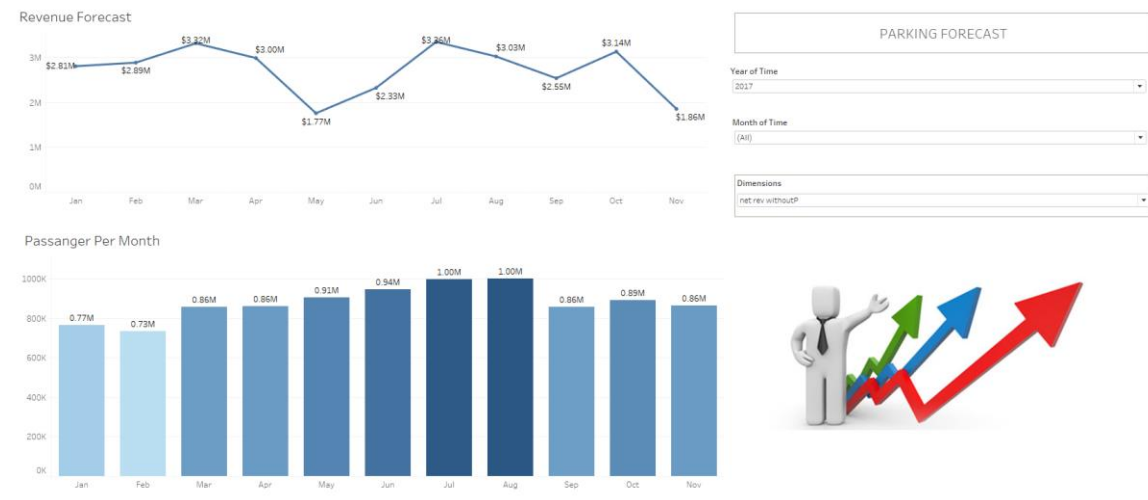 Revenue Forecast
3M
2M
1M
0M
$2.81M
$2.89M
$3.32M
$3.00M
$1.77M
$2.33M
$3.36M
$3.03M
$2.55M
$3.14M
$1.86M
Jan Feb Mar Apr May Jun Jul Aug Sep Oct Nov
PARKING FORECAST
Year of Time
2017
Month of Time
(All)
Dimensions
net rev withoutP
Passanger Per Month
1000K
800K
600K
400K
200K
0K
0.77M
0.73M
0.86M
0.86M
0.91M
0.94M
1.00M
1.00M
0.86M
0.89M
0.86M
Jan Feb Mar Apr May Jun Jul Aug Sep Oct Nov